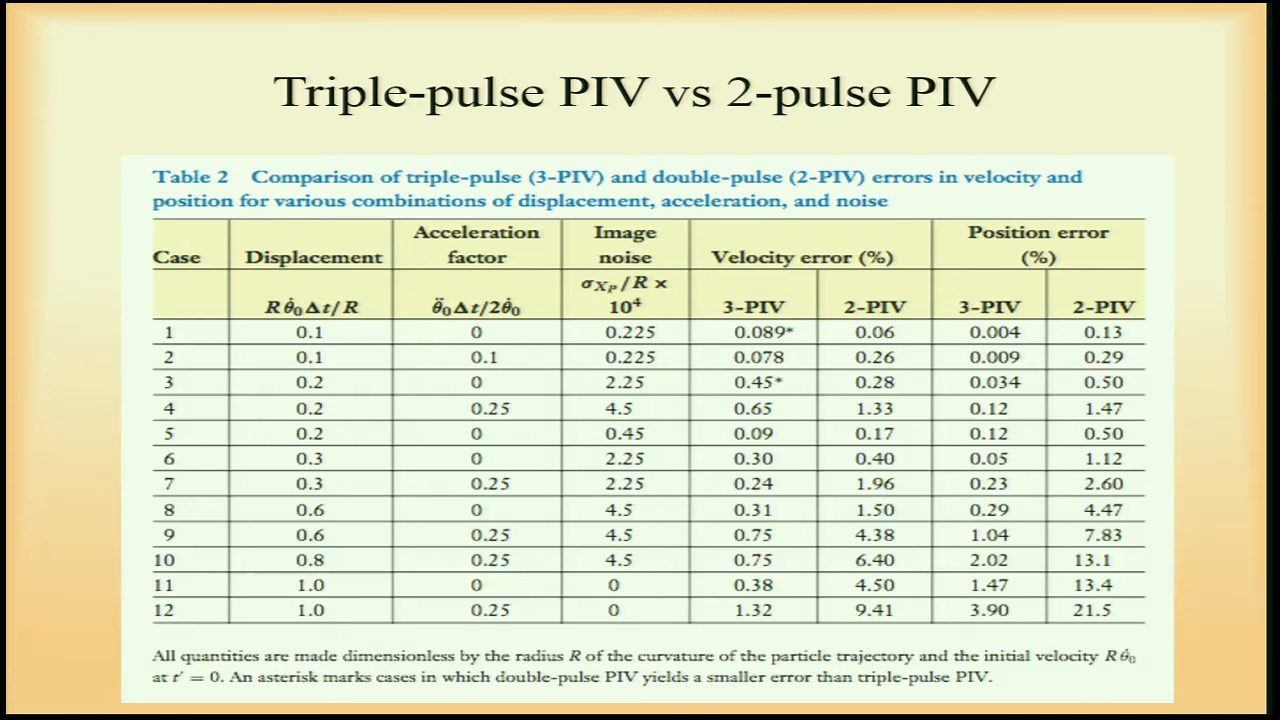 Triple-pulse PIV vs 2-pulse PIV
Table 2 Comparison of triple-pulse (3-PIV) and double-pulse (2-PIV) errors in velocity and
position for various combinations of displacement, acceleration, and noise
Case Displacement Acceleration factor Image noise Velocity error (%) Position error (%)
Rθ̇₀Δt/R θ̈₀Δt/2θ̇₀ σ_Xₚ/R × 10⁴ 3-PIV 2-PIV 3-PIV 2-PIV
1 0.1 0 0.225 0.089* 0.06 0.004 0.13
2 0.1 0.1 0.225 0.078 0.26 0.009 0.29
3 0.2 0 2.25 0.45* 0.28 0.034 0.50
4 0.2 0.25 4.5 0.65 1.33 0.12 1.47
5 0.2 0 0.45 0.09 0.17 0.12 0.50
6 0.3 0 2.25 0.30 0.40 0.05 1.12
7 0.3 0.25 2.25 0.24 1.96 0.23 2.60
8 0.6 0 4.5 0.31 1.50 0.29 4.47
9 0.6 0.25 4.5 0.75 4.38 1.04 7.83
10 0.8 0.25 4.5 0.75 6.40 2.02 13.1
11 1.0 0 0 0.38 4.50 1.47 13.4
12 1.0 0.25 0 1.32 9.41 3.90 21.5
All quantities are made dimensionless by the radius R of the curvature of the particle trajectory and the initial velocity Rθ̇₀
at t′ = 0. An asterisk marks cases in which double-pulse PIV yields a smaller error than triple-pulse PIV.